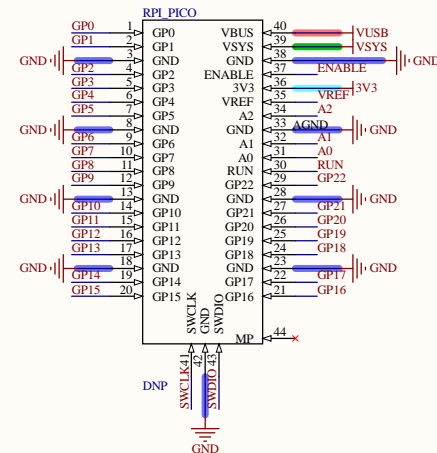 RPI_PICO
GP0 1 GP0 VBUS 40 VUSB
GP1 2 GP1 VSYS 39 VSYS
GND 3 GND GND 38 GND
GP2 4 GP2 ENABLE 37 ENABLE
GP3 5 GP3 3V3 36 3V3
GP4 6 GP4 VREF 35 VREF
GP5 7 GP5 A2 34 A2
GND 8 GND GND 33 AGND GND
GP6 9 GP6 A1 32 A1
GP7 10 GP7 A0 31 A0
GP8 11 GP8 RUN 30 RUN
GP9 12 GP9 GP22 29 GP22
GND 13 GND GND 28 GND
GP10 14 GP10 GP21 27 GP21
GP11 15 GP11 GP20 26 GP20
GP12 16 GP12 GP19 25 GP19
GP13 17 GP13 GP18 24 GP18
GND 18 GND GND 23 GND
GP14 19 GP14 GP17 22 GP17
GP15 20 GP15 GP16 21 GP16
SWCLK GND SWDIO
MP 44
41 42 43
DNP
SWCLK SWDIO
GND